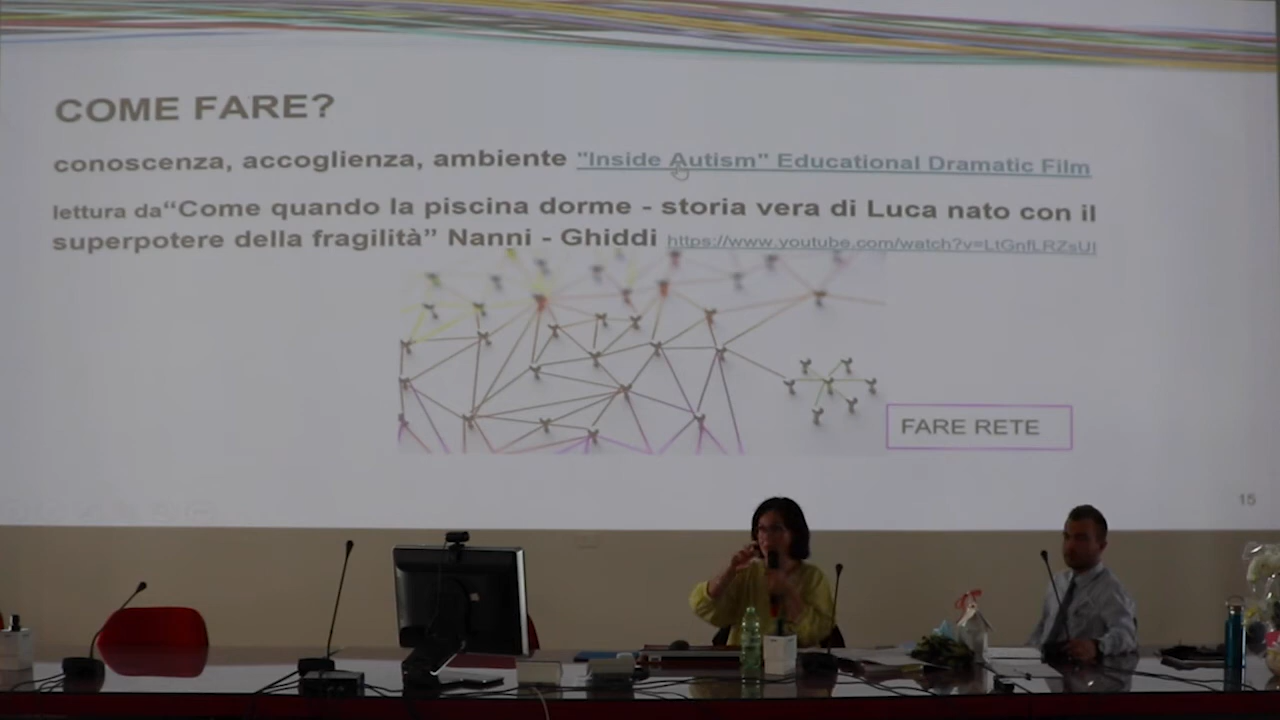 COME FARE?
conoscenza, accoglienza, ambiente "Inside Autism" Educational Dramatic Film
lettura da“Come quando la piscina dorme - storia vera di Luca nato con il
superpotere della fragilità” Nanni - Ghiddi https://www.youtube.com/watch?v=LtGnfLRZsUI
FARE RETE
15